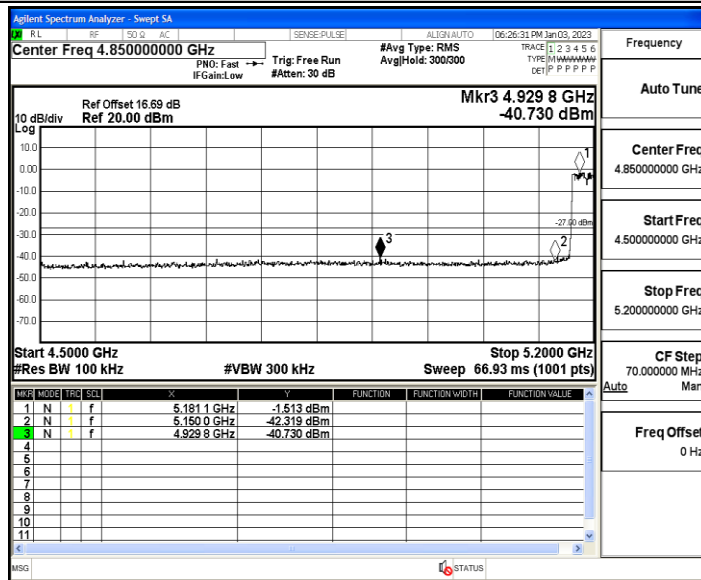 Agilent Spectrum Analyzer - Swept SA
RL RF 50 Ω AC SENSE:PULSE ALIGN AUTO 06:26:31 PM Jan 03, 2023
Center Freq 4.850000000 GHz
PNO: Fast
IFGain:Low
Trig: Free Run
#Atten: 30 dB
#Avg Type: RMS
Avg|Hold: 300/300
TRACE 1 2 3 4 5 6
TYPE M W W W W W
DET P P P P P P
Ref Offset 16.69 dB
10 dB/div Ref 20.00 dBm
Log
Mkr3 4.929 8 GHz
-40.730 dBm
10.0
0.00
-10.0
-20.0
-30.0
-40.0
-50.0
-60.0
-70.0
1
-27.00 dBm
2
3
Start 4.5000 GHz Stop 5.2000 GHz
#Res BW 100 kHz #VBW 300 kHz Sweep 66.93 ms (1001 pts)
MKR MODE TRC SCL X Y FUNCTION FUNCTION WIDTH FUNCTION VALUE
1 N 1 f 5.181 1 GHz -1.513 dBm
2 N 1 f 5.150 0 GHz -42.319 dBm
3 N 1 f 4.929 8 GHz -40.730 dBm
4
5
6
7
8
9
10
11
MSG STATUS
Frequency
Auto Tune
Center Freq
4.850000000 GHz
Start Freq
4.500000000 GHz
Stop Freq
5.200000000 GHz
CF Step
70.000000 MHz
Auto Man
Freq Offset
0 Hz